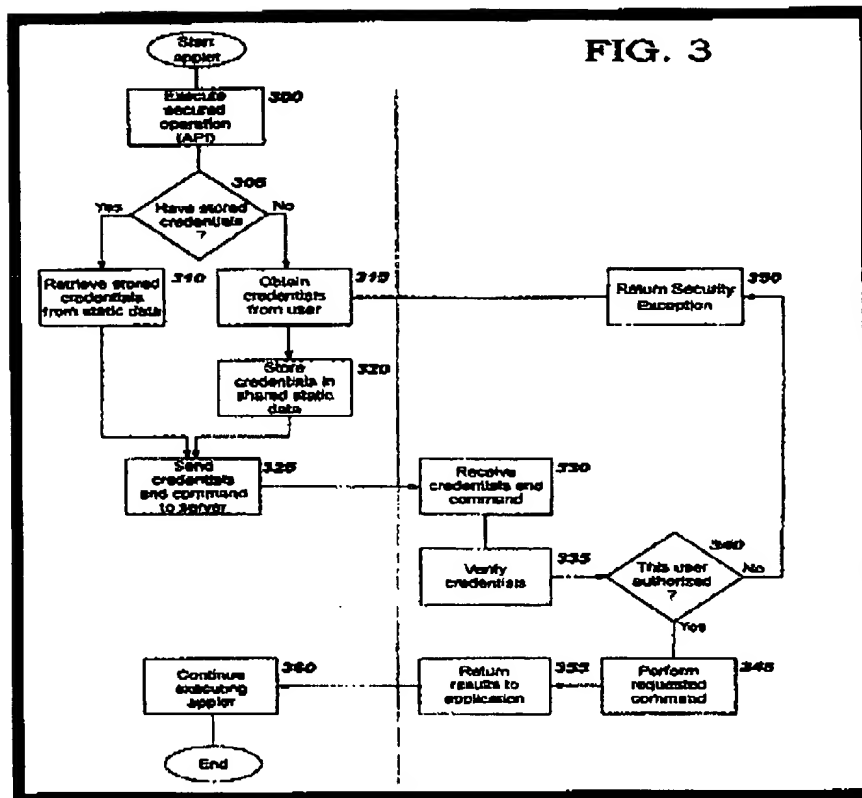 FIG. 3
Start
applet
300
Execute
secured
operation
(API)
305
Yes
No
Have stored
credentials
?
310
Retrieve stored
credentials
from static data
315
Obtain
credentials
from user
350
Return Security
Exception
320
Store
credentials in
shared static
data
325
Send
credentials
and command
to server
330
Receive
credentials and
command
335
Verify
credentials
340
This user
authorized
?
No
Yes
360
Continue
executing
applet
355
Return
results to
application
345
Perform
requested
command
End